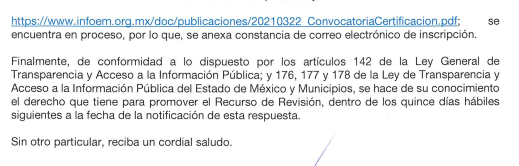 https://www.infoem.org.mx/doc/publicaciones/20210322_ConvocatoriaCertificacion.pdf; se
encuentra en proceso, por lo que, se anexa constancia de correo electrónico de inscripción.
Finalmente, de conformidad a lo dispuesto por los artículos 142 de la Ley General de
Transparencia y Acceso a la Información Pública; y 176, 177 y 178 de la Ley de Transparencia y
Acceso a la Información Pública del Estado de México y Municipios, se hace de su conocimiento
el derecho que tiene para promover el Recurso de Revisión, dentro de los quince días hábiles
siguientes a la fecha de la notificación de esta respuesta.
Sin otro particular, reciba un cordial saludo.